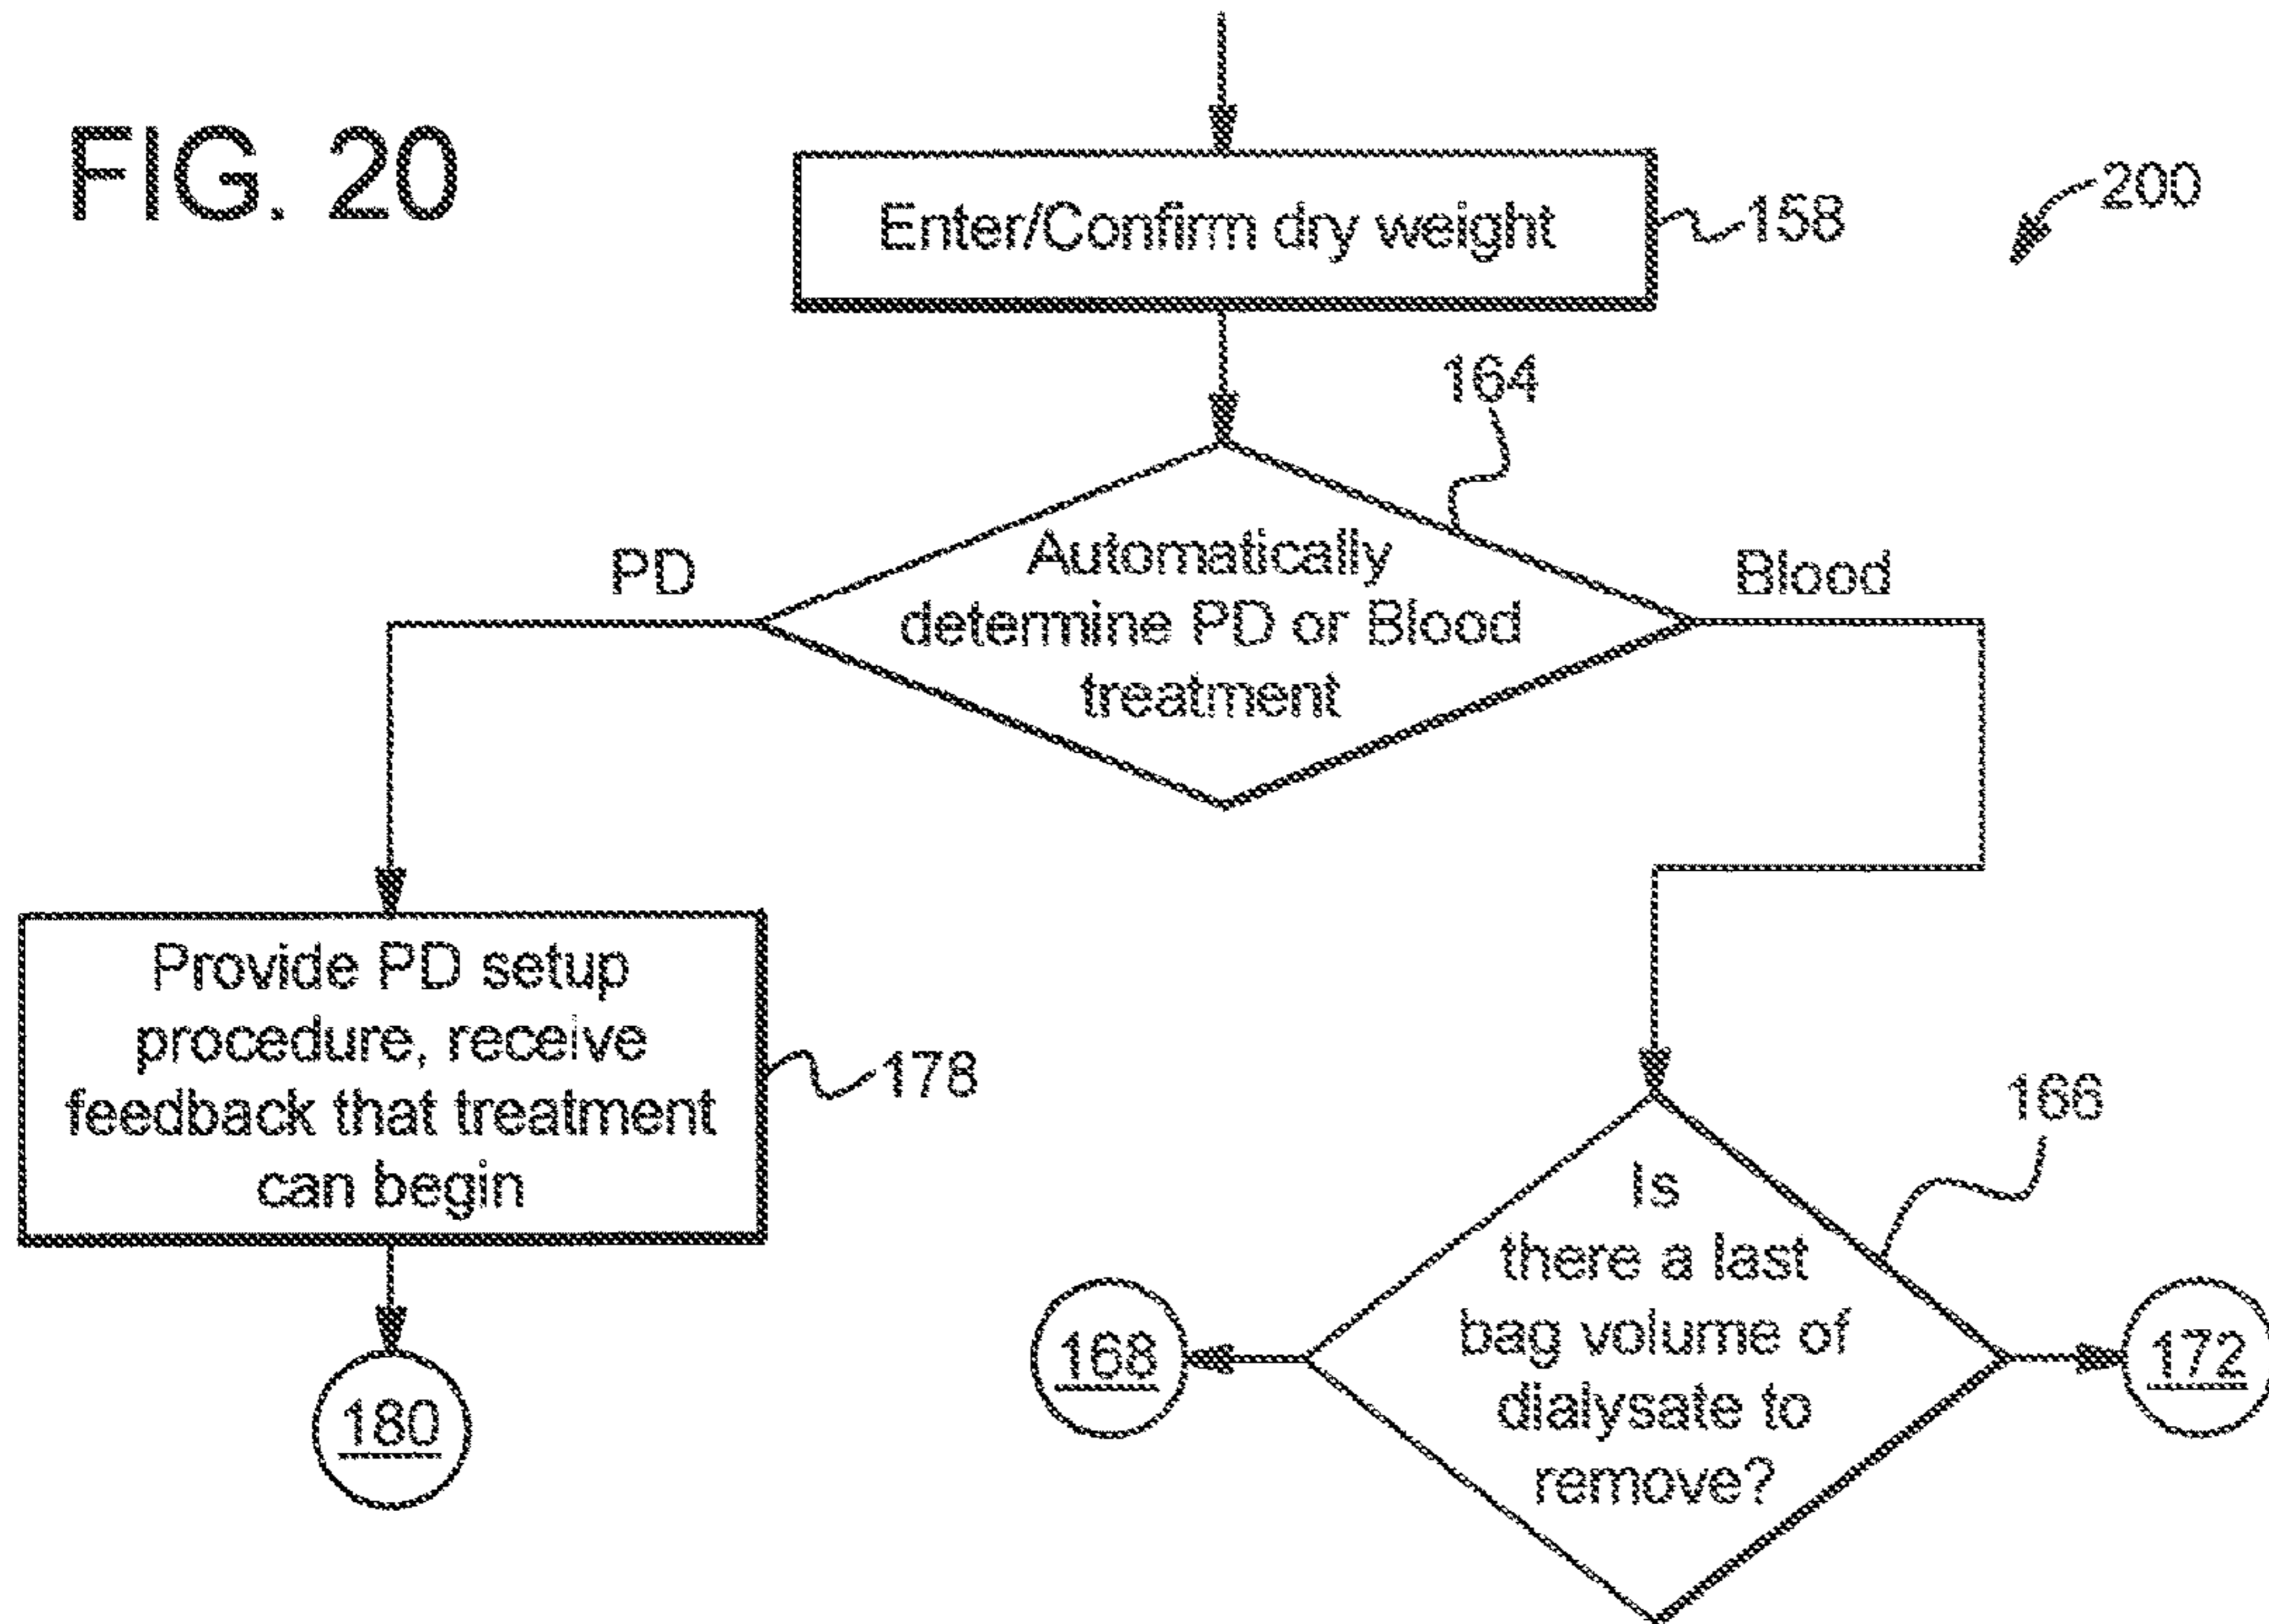 FIG. 20
Enter/Confirm dry weight
158
200
164
Automatically
determine PD or Blood
treatment
PD
Blood
Provide PD setup
procedure, receive
feedback that treatment
can begin
178
180
166
Is
there a last
bag volume of
dialysate to
remove?
168
172